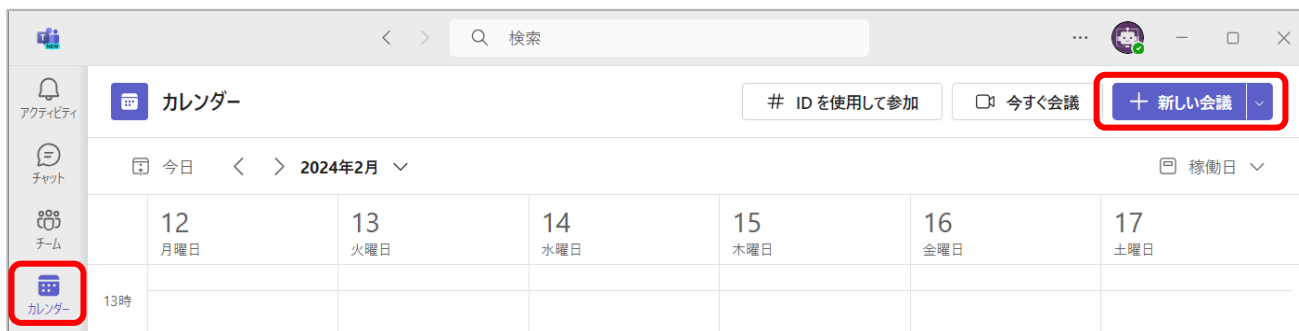 NEW
検索
アクティビティ
カレンダー
# ID を使用して参加
今すぐ会議
+ 新しい会議
チャット
今日
2024年2月
稼働日
チーム
12
月曜日
13
火曜日
14
水曜日
15
木曜日
16
金曜日
17
土曜日
カレンダー
13時